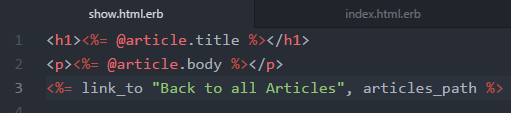 show.html.erb index.html.erb
1 <h1><%= @article.title %></h1>
2 <p><%= @article.body %></p>
3 <%= link_to "Back to all Articles", articles_path %>
4